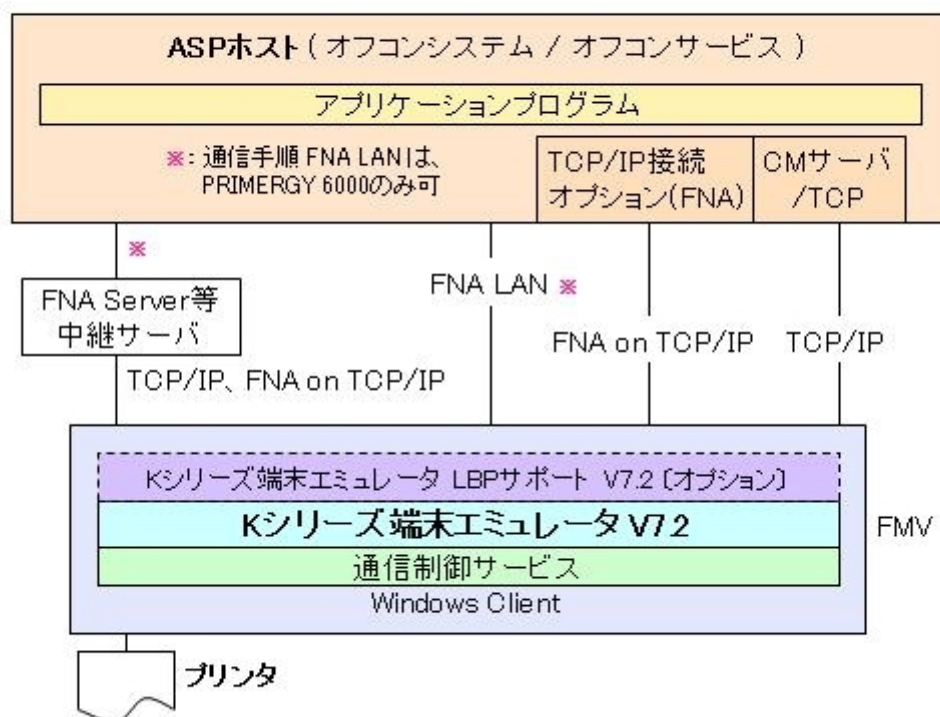 ASPホスト ( オフコンシステム / オフコンサービス )
アプリケーションプログラム
※: 通信手順 FNA LANは、
PRIMERGY 6000のみ可
TCP/IP接続
オプション(FNA)
CMサーバ
/TCP
※
FNA Server等
中継サーバ
FNA LAN ※
FNA on TCP/IP
TCP/IP
TCP/IP、FNA on TCP/IP
Kシリーズ端末エミュレータ LBPサポート V7.2 〔オプション〕
Kシリーズ端末エミュレータ V7.2
通信制御サービス
Windows Client
FMV
プリンタ